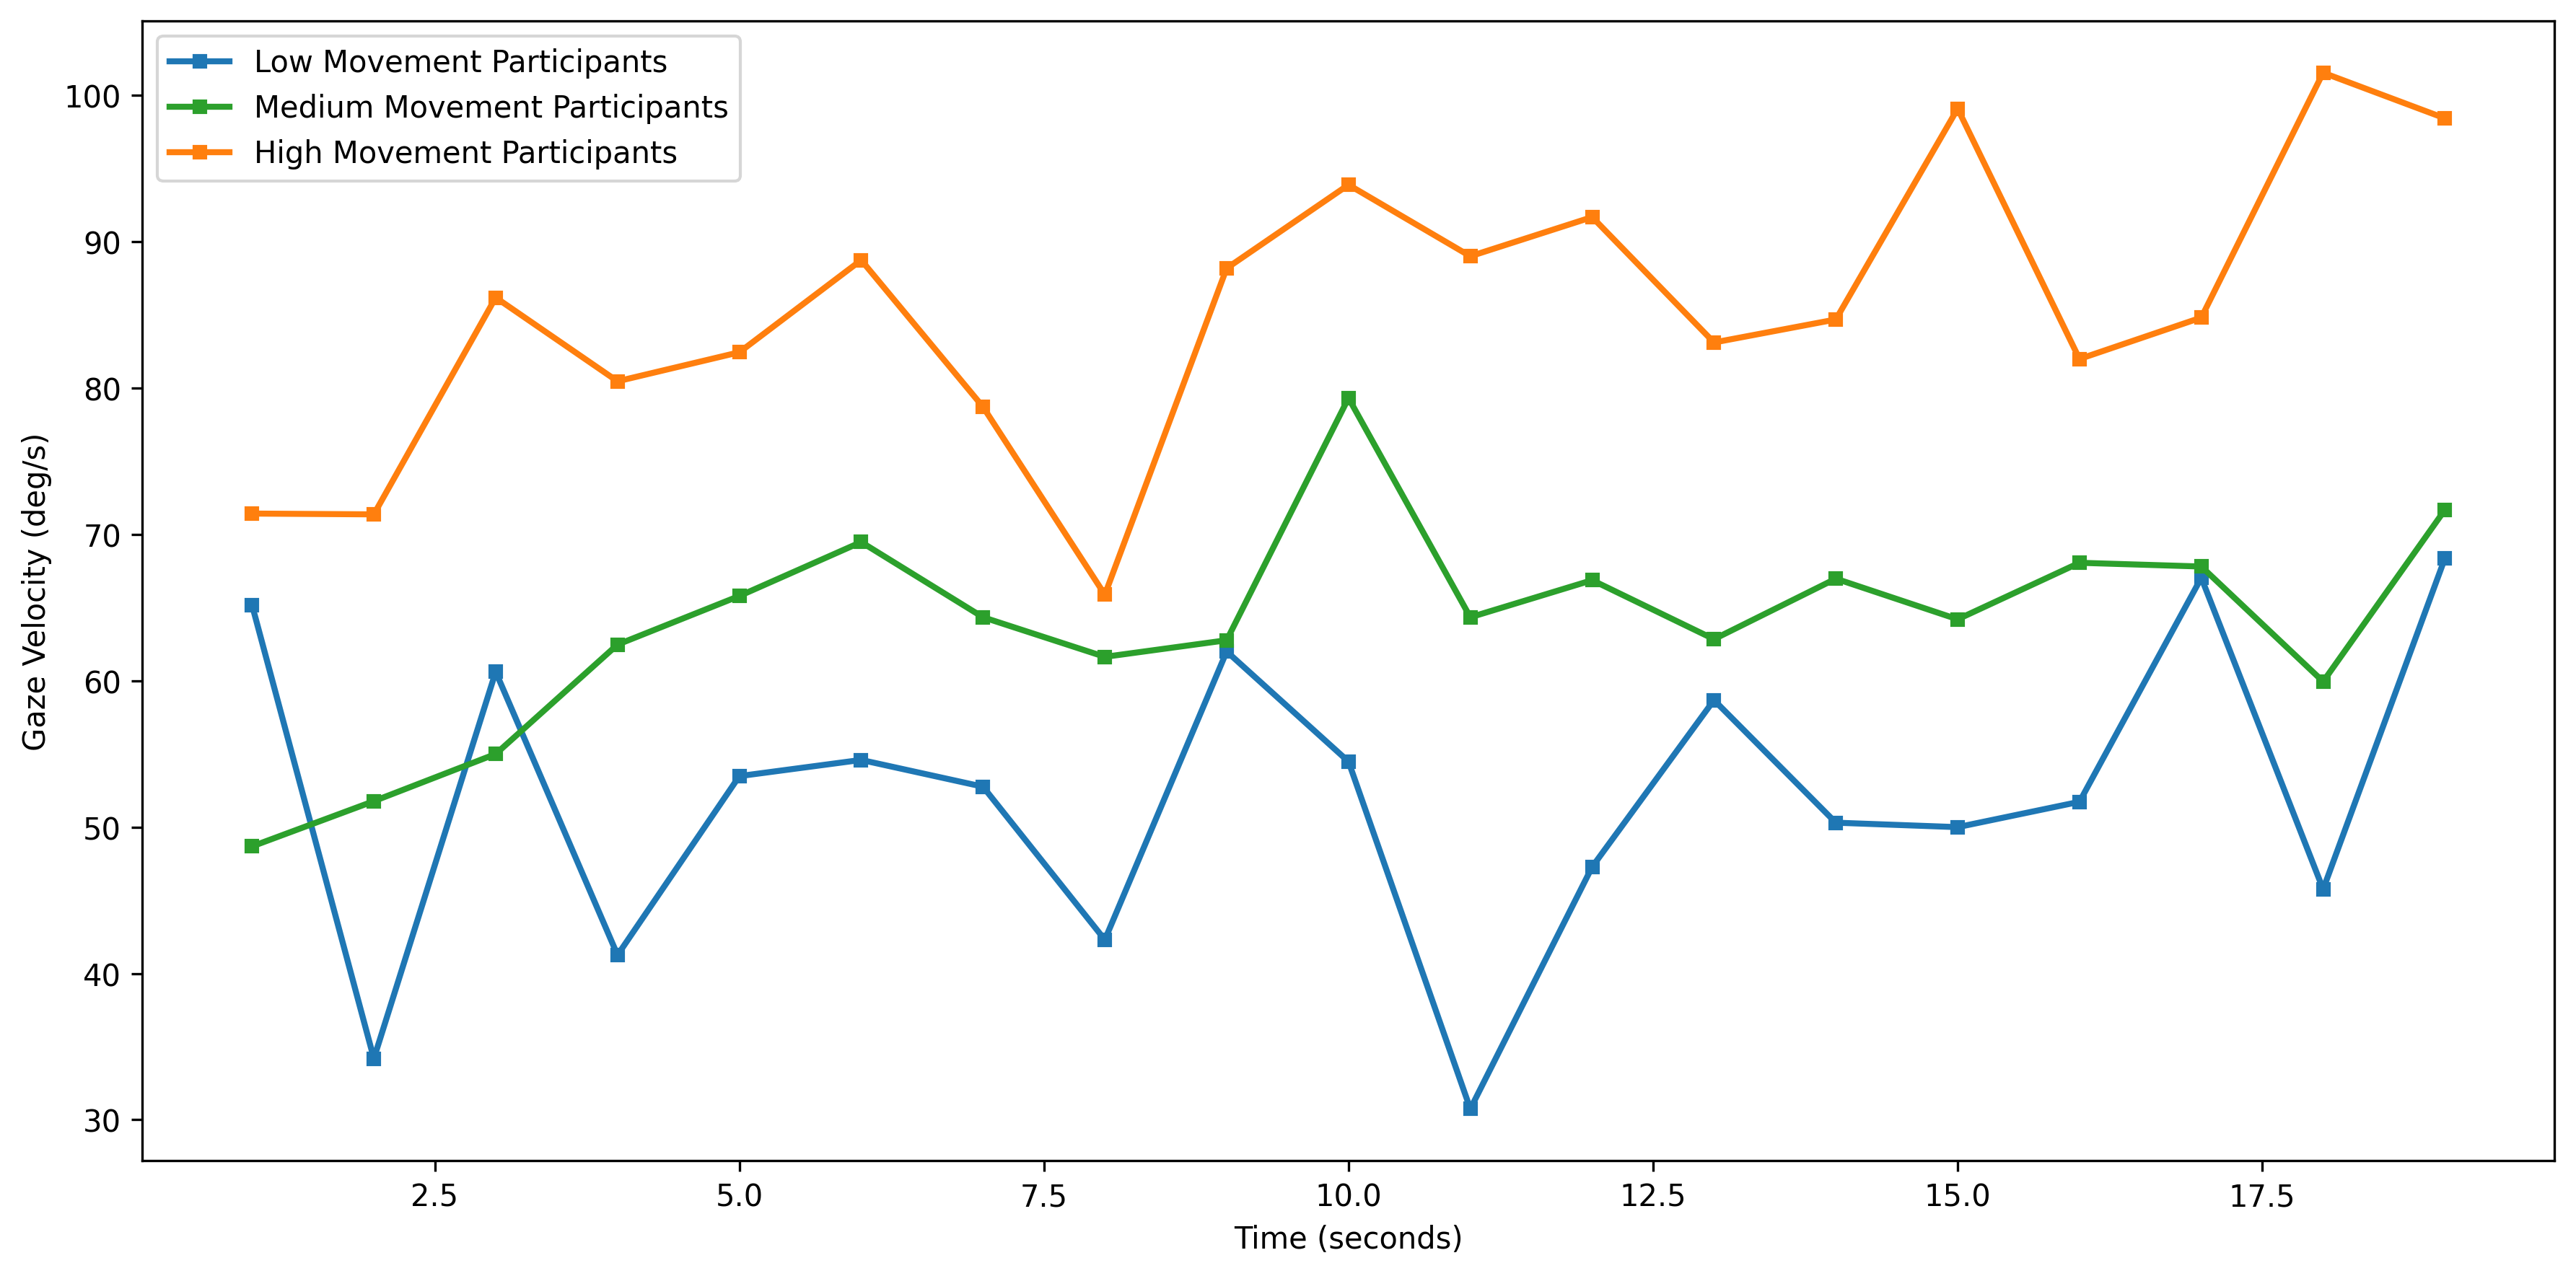 Low Movement Participants
Medium Movement Participants
High Movement Participants
100
90
80
70
60
50
40
30
Gaze Velocity (deg/s)
2.5 5.0 7.5 10.0 12.5 15.0 17.5
Time (seconds)